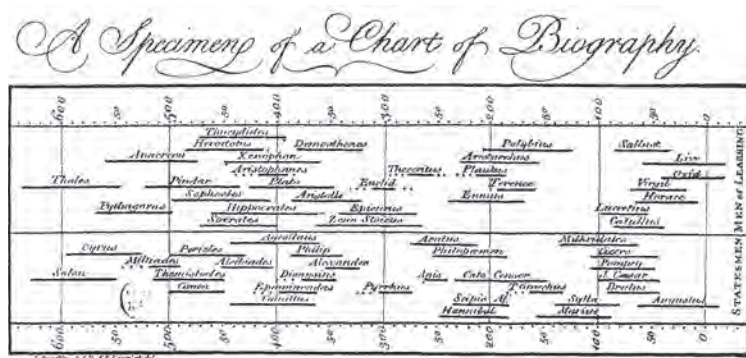 A Specimen of a Chart of Biography.
600 50 500 50 400 50 300 50 200 50 100 50 0
Thucydides
Herodotus Demosthenes Polybius Sallust
Anacreon Xenophon Aristarchus Livy
Aristophanes Theocritus Plautus Ovid
Thales Pindar Plato Euclid Terence Virgil
Sophocles Aristotle Ennius Horace
Pythagoras Hippocrates Epicurus Lucretius
Socrates Zeno Stoicus Catullus
MEN of LEARNING.
Agesilaus Aratus Mithridates
Cyrus Pericles Philip Philopoemen Cicero
Miltiades Alcibiades Alexander Pompey
Solon Themistocles Dionysius Apis Cato Censor J. Caesar
Cimon Epaminondas Pyrrhus Brutus
Camillus Scipio Af. Sylla Augustus
Hannibal Marius
STATESMEN
600 50 500 50 400 50 300 50 200 50 100 50 0